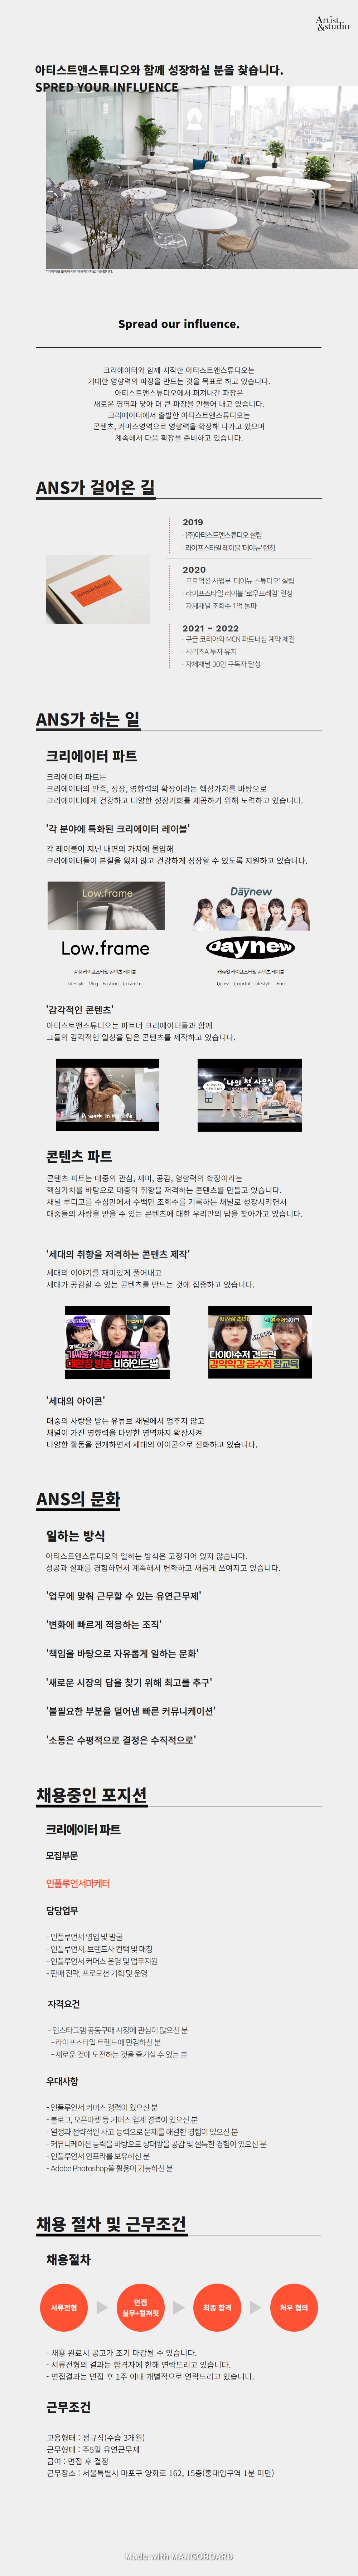 Artist
&studio
아티스트앤스튜디오와 함께 성장하실 분을 찾습니다.
SPRED YOUR INFLUENCE
Spread our influence.
크리에이터와 함께 시작한 아티스트앤스튜디오는
거대한 영향력의 파장을 만드는 것을 목표로 하고 있습니다.
아티스트앤스튜디오에서 퍼져나간 파장은
새로운 영역과 닿아 더 큰 파장을 만들어 내고 있습니다.
크리에이터에서 출발한 아티스트앤스튜디오는
콘텐츠, 커머스영역으로 영향력을 확장해 나가고 있으며
계속해서 다음 확장을 준비하고 있습니다.
ANS가 걸어온 길
2019
· (주)아티스트앤스튜디오 설립
· 라이프스타일 레이블 '데이뉴' 런칭
2020
· 프로덕션 사업부 '데이뉴 스튜디오' 설립
· 라이프스타일 레이블 '로우프레임' 런칭
· 자체채널 조회수 1억 돌파
Artist&studio
2021 ~ 2022
· 구글 코리아와 MCN 파트너십 계약 체결
· 시리즈A 투자 유치
· 자체채널 30만 구독자 달성
ANS가 하는 일
크리에이터 파트
크리에이터 파트는
크리에이터의 만족, 성장, 영향력의 확장이라는 핵심가치를 바탕으로
크리에이터에게 건강하고 다양한 성장기회를 제공하기 위해 노력하고 있습니다.
'각 분야에 특화된 크리에이터 레이블'
각 레이블이 지닌 내면의 가치에 몰입해
크리에이터들이 본질을 잃지 않고 건강하게 성장할 수 있도록 지원하고 있습니다.
Low.frame
Daynew
Low.frame
Daynew
감성 라이프스타일 콘텐츠 레이블
캐쥬얼 라이프스타일 콘텐츠 레이블
Lifestyle Vlog Fashion Cosmetic
Gen-Z Colorful Lifestyle Fun
'감각적인 콘텐츠'
아티스트앤스튜디오는 파트너 크리에이터들과 함께
그들의 감각적인 일상을 담은 콘텐츠를 제작하고 있습니다.
A work in my life
나의 첫 사무실
콘텐츠 파트
콘텐츠 파트는 대중의 관심, 재미, 공감, 영향력의 확장이라는
핵심가치를 바탕으로 대중의 취향을 저격하는 콘텐츠를 만들고 있습니다.
채널 루디고를 수십만에서 수백만 조회수를 기록하는 채널로 성장시키면서
대중들의 사랑을 받을 수 있는 콘텐츠에 대한 우리만의 답을 찾아가고 있습니다.
'세대의 취향을 저격하는 콘텐츠 제작'
세대의 이야기를 재미있게 풀어내고
세대가 공감할 수 있는 콘텐츠를 만드는 것에 집중하고 있습니다.
기싸움? 악편? 실물갑?
대환장 방송 비하인드썰
다이아수저 건드린
강약약강 금수저 참교육
'세대의 아이콘'
대중의 사랑을 받는 유튜브 채널에서 멈추지 않고
채널이 가진 영향력을 다양한 영역까지 확장시켜
다양한 활동을 전개하면서 세대의 아이콘으로 진화하고 있습니다.
ANS의 문화
일하는 방식
아티스트앤스튜디오의 일하는 방식은 고정되어 있지 않습니다.
성공과 실패를 경험하면서 계속해서 변화하고 새롭게 쓰여지고 있습니다.
'업무에 맞춰 근무할 수 있는 유연근무제'
'변화에 빠르게 적응하는 조직'
'책임을 바탕으로 자유롭게 일하는 문화'
'새로운 시장의 답을 찾기 위해 최고를 추구'
'불필요한 부분을 덜어낸 빠른 커뮤니케이션'
'소통은 수평적으로 결정은 수직적으로'
채용중인 포지션
크리에이터 파트
모집부문
인플루언서마케터
담당업무
- 인플루언서 영입 및 발굴
- 인플루언서, 브랜드사 컨택 및 매칭
- 인플루언서 커머스 운영 및 업무지원
- 판매 전략, 프로모션 기획 및 운영
자격요건
- 인스타그램 공동구매 시장에 관심이 많으신 분
- 라이프스타일 트렌드에 민감하신 분
- 새로운 것에 도전하는 것을 즐기실 수 있는 분
우대사항
- 인플루언서 커머스 경력이 있으신 분
- 블로그, 오픈마켓 등 커머스 업계 경력이 있으신 분
- 열정과 전략적인 사고 능력으로 문제를 해결한 경험이 있으신 분
- 커뮤니케이션 능력을 바탕으로 상대방을 공감 및 설득한 경험이 있으신 분
- 인플루언서 인프라를 보유하신 분
- Adobe Photoshop을 활용이 가능하신 분
채용 절차 및 근무조건
채용절차
서류전형
면접
실무+컬쳐핏
최종 합격
처우 협의
- 채용 완료시 공고가 조기 마감될 수 있습니다.
- 서류전형의 결과는 합격자에 한해 연락드리고 있습니다.
- 면접결과는 면접 후 1주 이내 개별적으로 연락드리고 있습니다.
근무조건
고용형태 : 정규직(수습 3개월)
근무형태 : 주5일 유연근무제
급여 : 면접 후 결정
근무장소 : 서울특별시 마포구 양화로 162, 15층(홍대입구역 1분 미만)
Made with MANGOBOARD